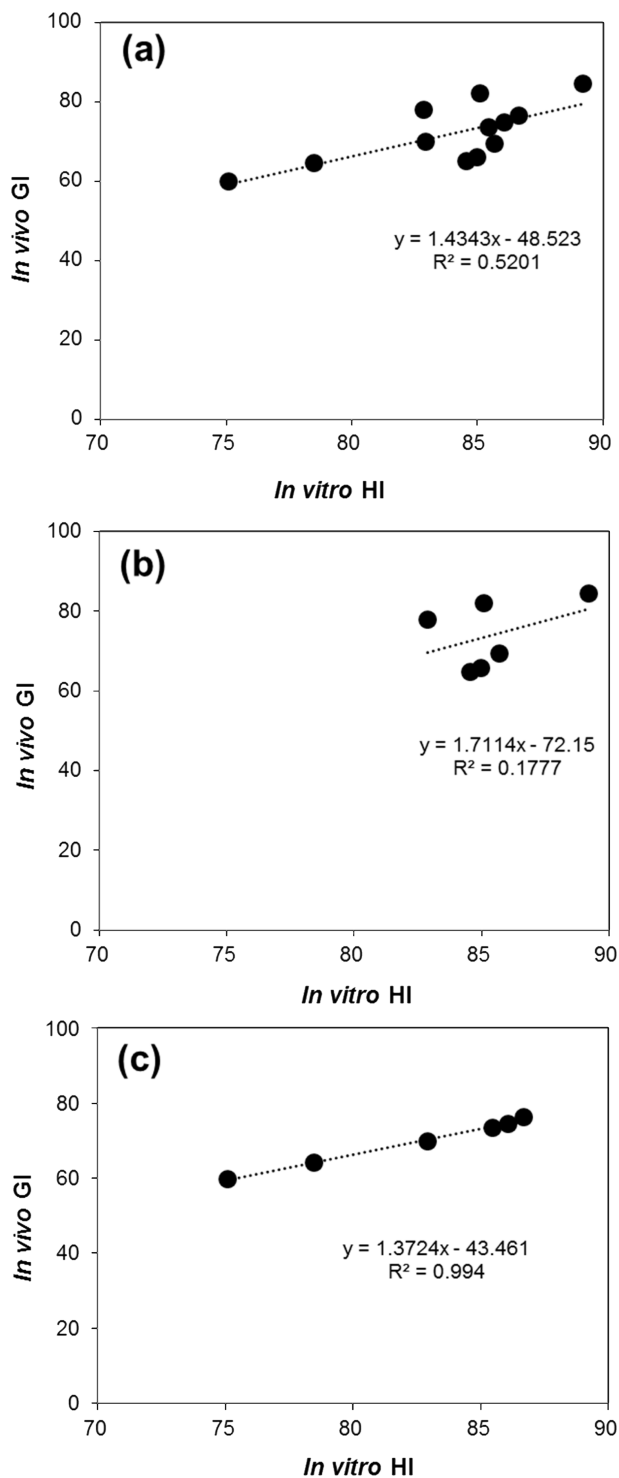 (a)
100
80
60
40
20
0
In vivo GI
y = 1.4343x - 48.523
R² = 0.5201
70 75 80 85 90
In vitro HI
(b)
100
80
60
40
20
0
In vivo GI
y = 1.7114x - 72.15
R² = 0.1777
70 75 80 85 90
In vitro HI
(c)
100
80
60
40
20
0
In vivo GI
y = 1.3724x - 43.461
R² = 0.994
70 75 80 85 90
In vitro HI